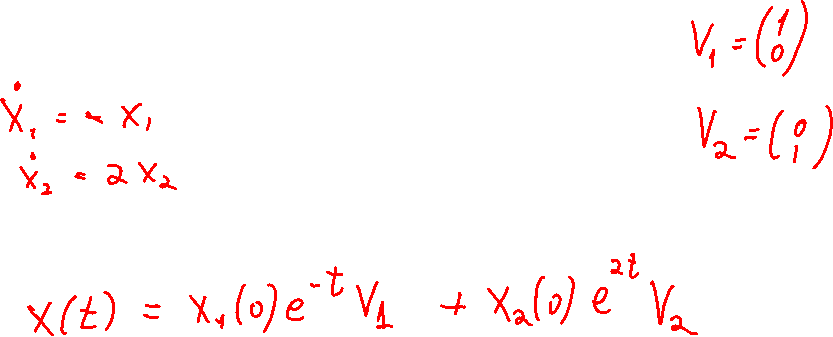 V₁ = (1 0)
ẋ₁ = - x₁
V₂ = (0 1)
ẋ₂ = 2 x₂
x(t) = x₁(0) e^{-t} V₁ + x₂(0) e^{2t} V₂